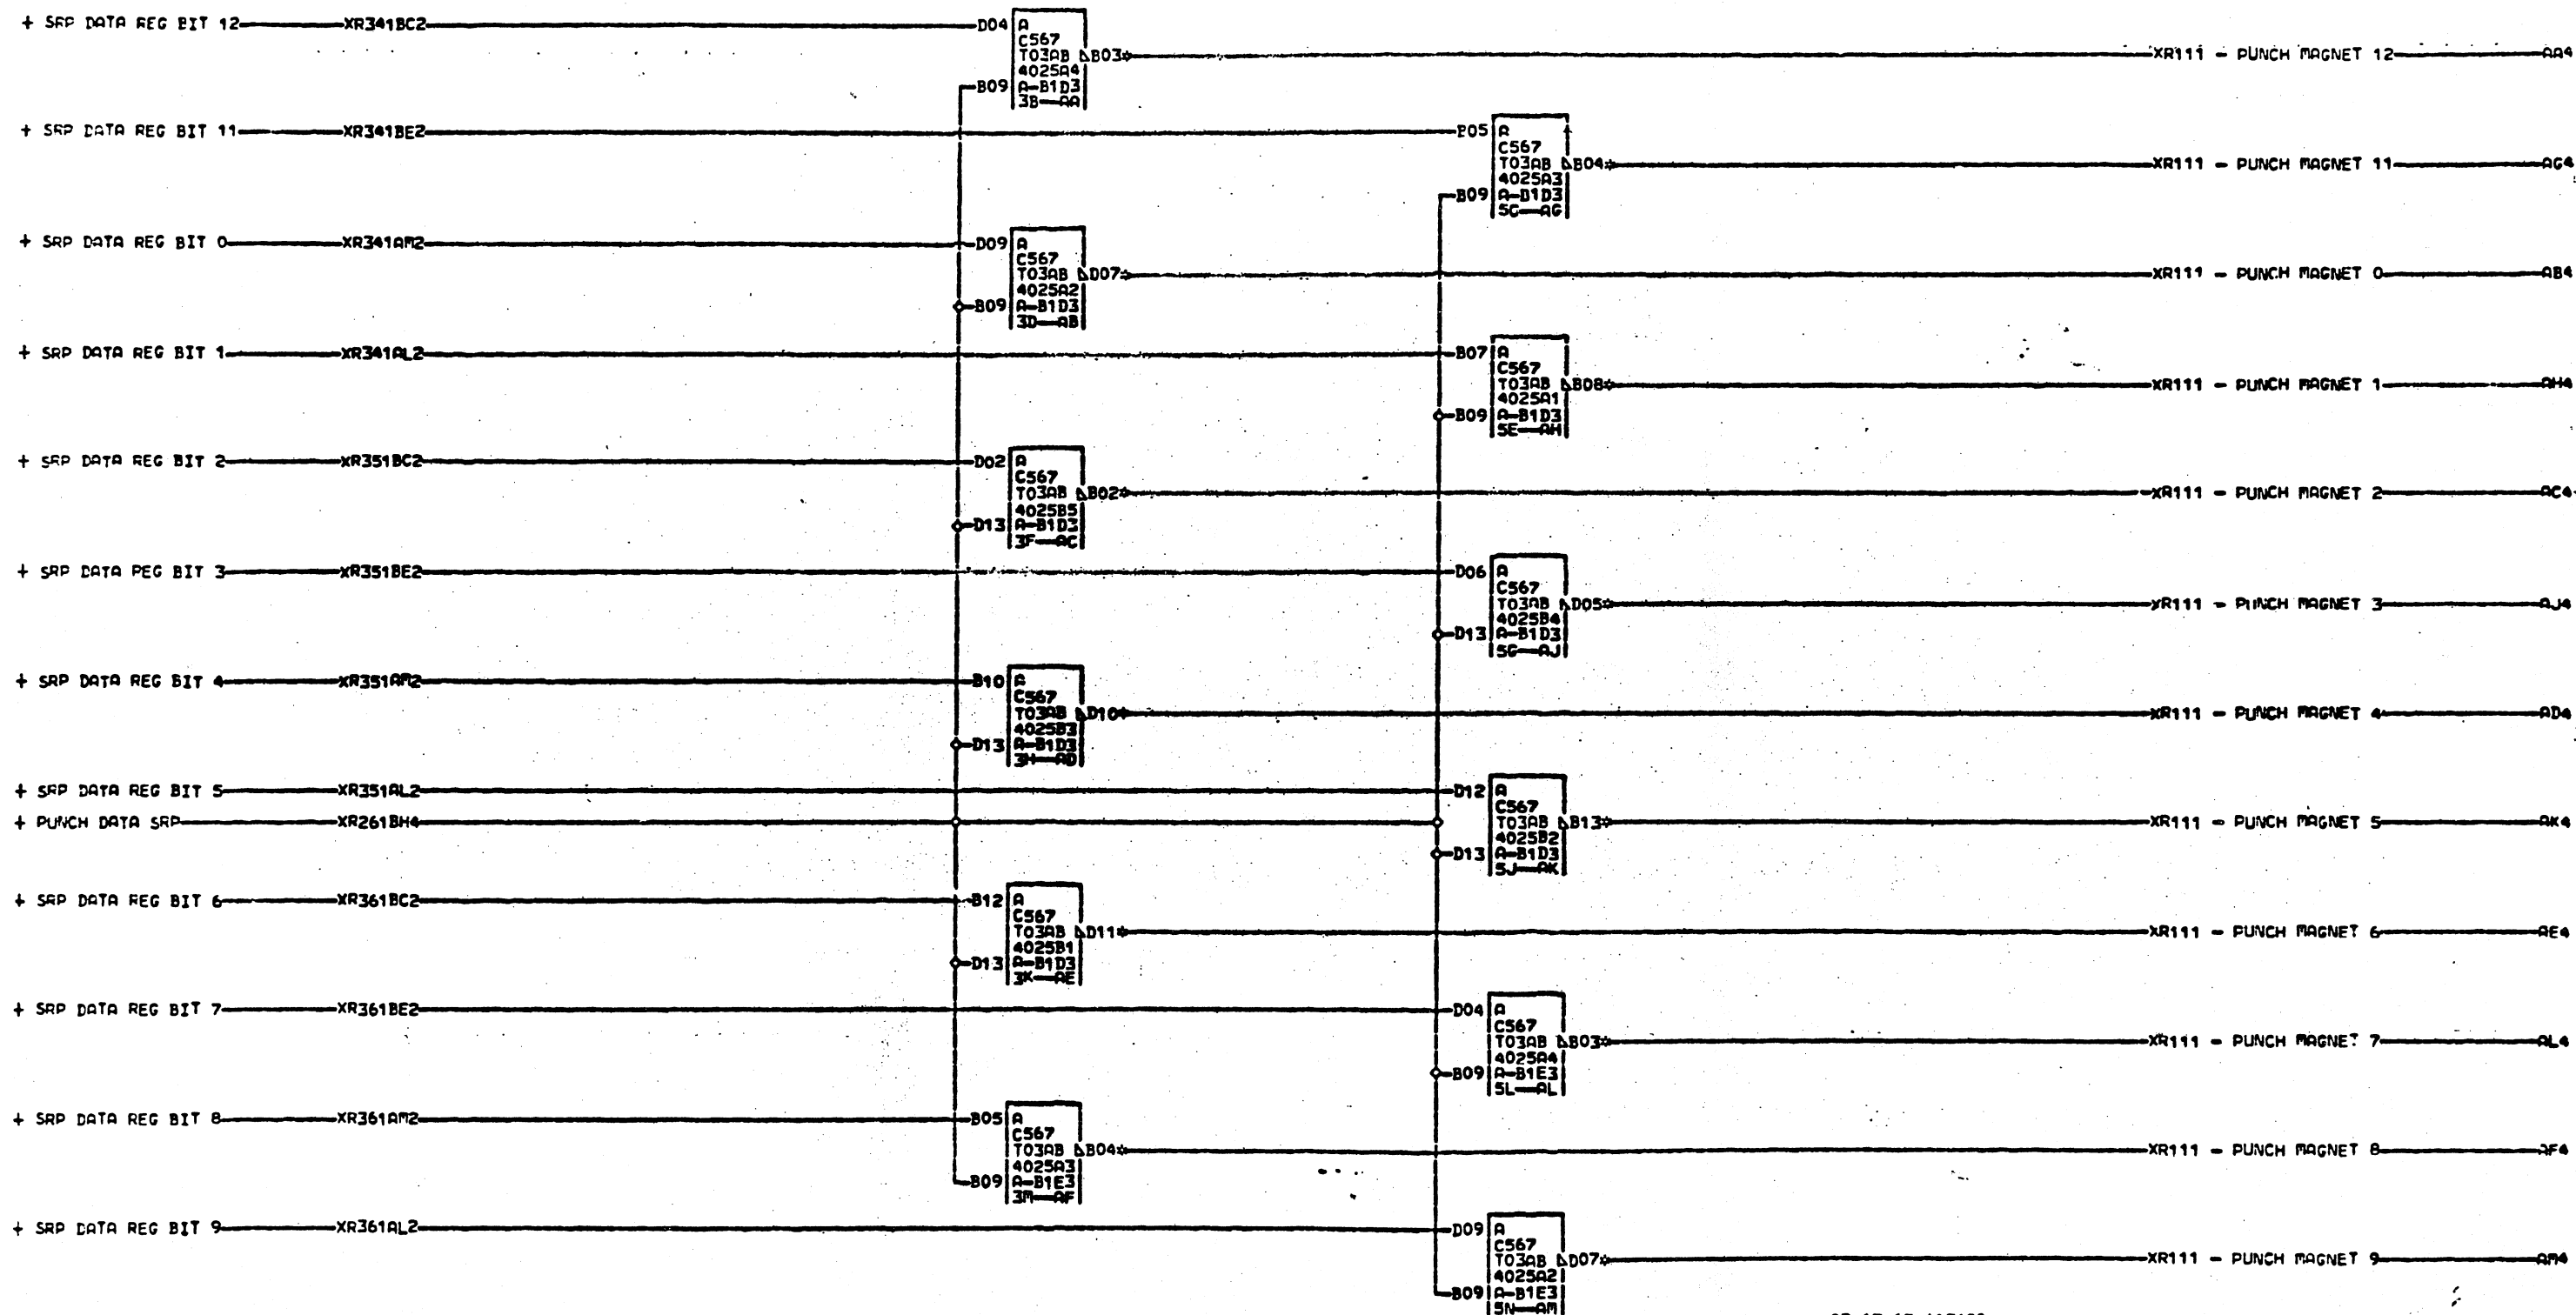 + SRP DATA REG BIT 12 XR341BC2 D04 A
C567
T03AB B03 XR111 - PUNCH MAGNET 12 AA4
4025A4
B09 A-B1D3
3B AA
+ SRP DATA REG BIT 11 XR341BE2 B05 A
C567
T03AB B04 XR111 - PUNCH MAGNET 11 AG4
4025A3
B09 A-B1D3
5C AG
+ SRP DATA REG BIT 0 XR341AM2 D09 A
C567
T03AB D07 XR111 - PUNCH MAGNET 0 AB4
4025A2
B09 A-B1D3
3D AB
+ SRP DATA REG BIT 1 XR341AL2 B07 A
C567
T03AB B08 XR111 - PUNCH MAGNET 1 AH4
4025A1
B09 A-B1D3
5E AH
+ SRP DATA REG BIT 2 XR351BC2 D02 A
C567
T03AB B02 XR111 - PUNCH MAGNET 2 AC4
4025B5
D13 A-B1D3
3F AC
+ SRP DATA REG BIT 3 XR351BE2 D06 A
C567
T03AB D05 XR111 - PUNCH MAGNET 3 AJ4
4025B4
D13 A-B1D3
5G AJ
+ SRP DATA REG BIT 4 XR351AM2 B10 A
C567
T03AB D10 XR111 - PUNCH MAGNET 4 AD4
4025B3
D13 A-B1D3
3H AD
+ SRP DATA REG BIT 5 XR351AL2 D12 A
C567
+ PUNCH DATA SRP XR261BH4 T03AB B13 XR111 - PUNCH MAGNET 5 AK4
4025B2
D13 A-B1D3
5J AK
+ SRP DATA REG BIT 6 XR361BC2 B12 A
C567
T03AB D11 XR111 - PUNCH MAGNET 6 AE4
4025B1
D13 A-B1D3
3K AE
+ SRP DATA REG BIT 7 XR361BE2 D04 A
C567
T03AB B03 XR111 - PUNCH MAGNET 7 AL4
4025A4
B09 A-B1E3
5L AL
+ SRP DATA REG BIT 8 XR361AM2 B05 A
C567
T03AB B04 XR111 - PUNCH MAGNET 8 AF4
4025A3
B09 A-B1E3
3M AF
+ SRP DATA REG BIT 9 XR361AL2 D09 A
C567
T03AB D07 XR111 - PUNCH MAGNET 9 AM4
4025A2
B09 A-B1E3
5N AM